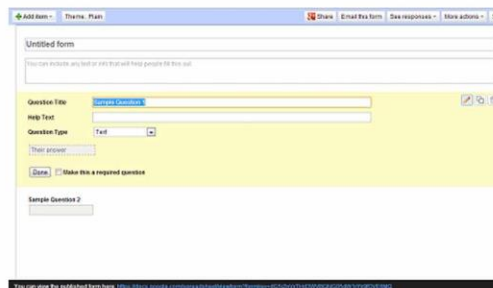 Add item Theme: Plain Share Email this form See responses More actions
Untitled form
You can include any text or info that will help people fill this out.
Question Title Sample Question 1
Help Text
Question Type Text
Their answer
Done Make this a required question
Sample Question 2
You can view the published form here: